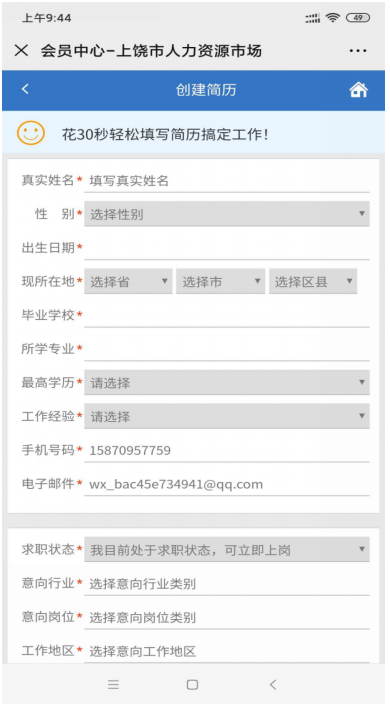 上午9:44
49
会员中心-上饶市人力资源市场
创建简历
花30秒轻松填写简历搞定工作!
真实姓名* 填写真实姓名
性 别* 选择性别
出生日期*
现所在地* 选择省 选择市 选择区县
毕业学校*
所学专业*
最高学历* 请选择
工作经验* 请选择
手机号码* 15870957759
电子邮件* wx_bac45e734941@qq.com
求职状态* 我目前处于求职状态，可立即上岗
意向行业* 选择意向行业类别
意向岗位* 选择意向岗位类别
工作地区* 选择意向工作地区